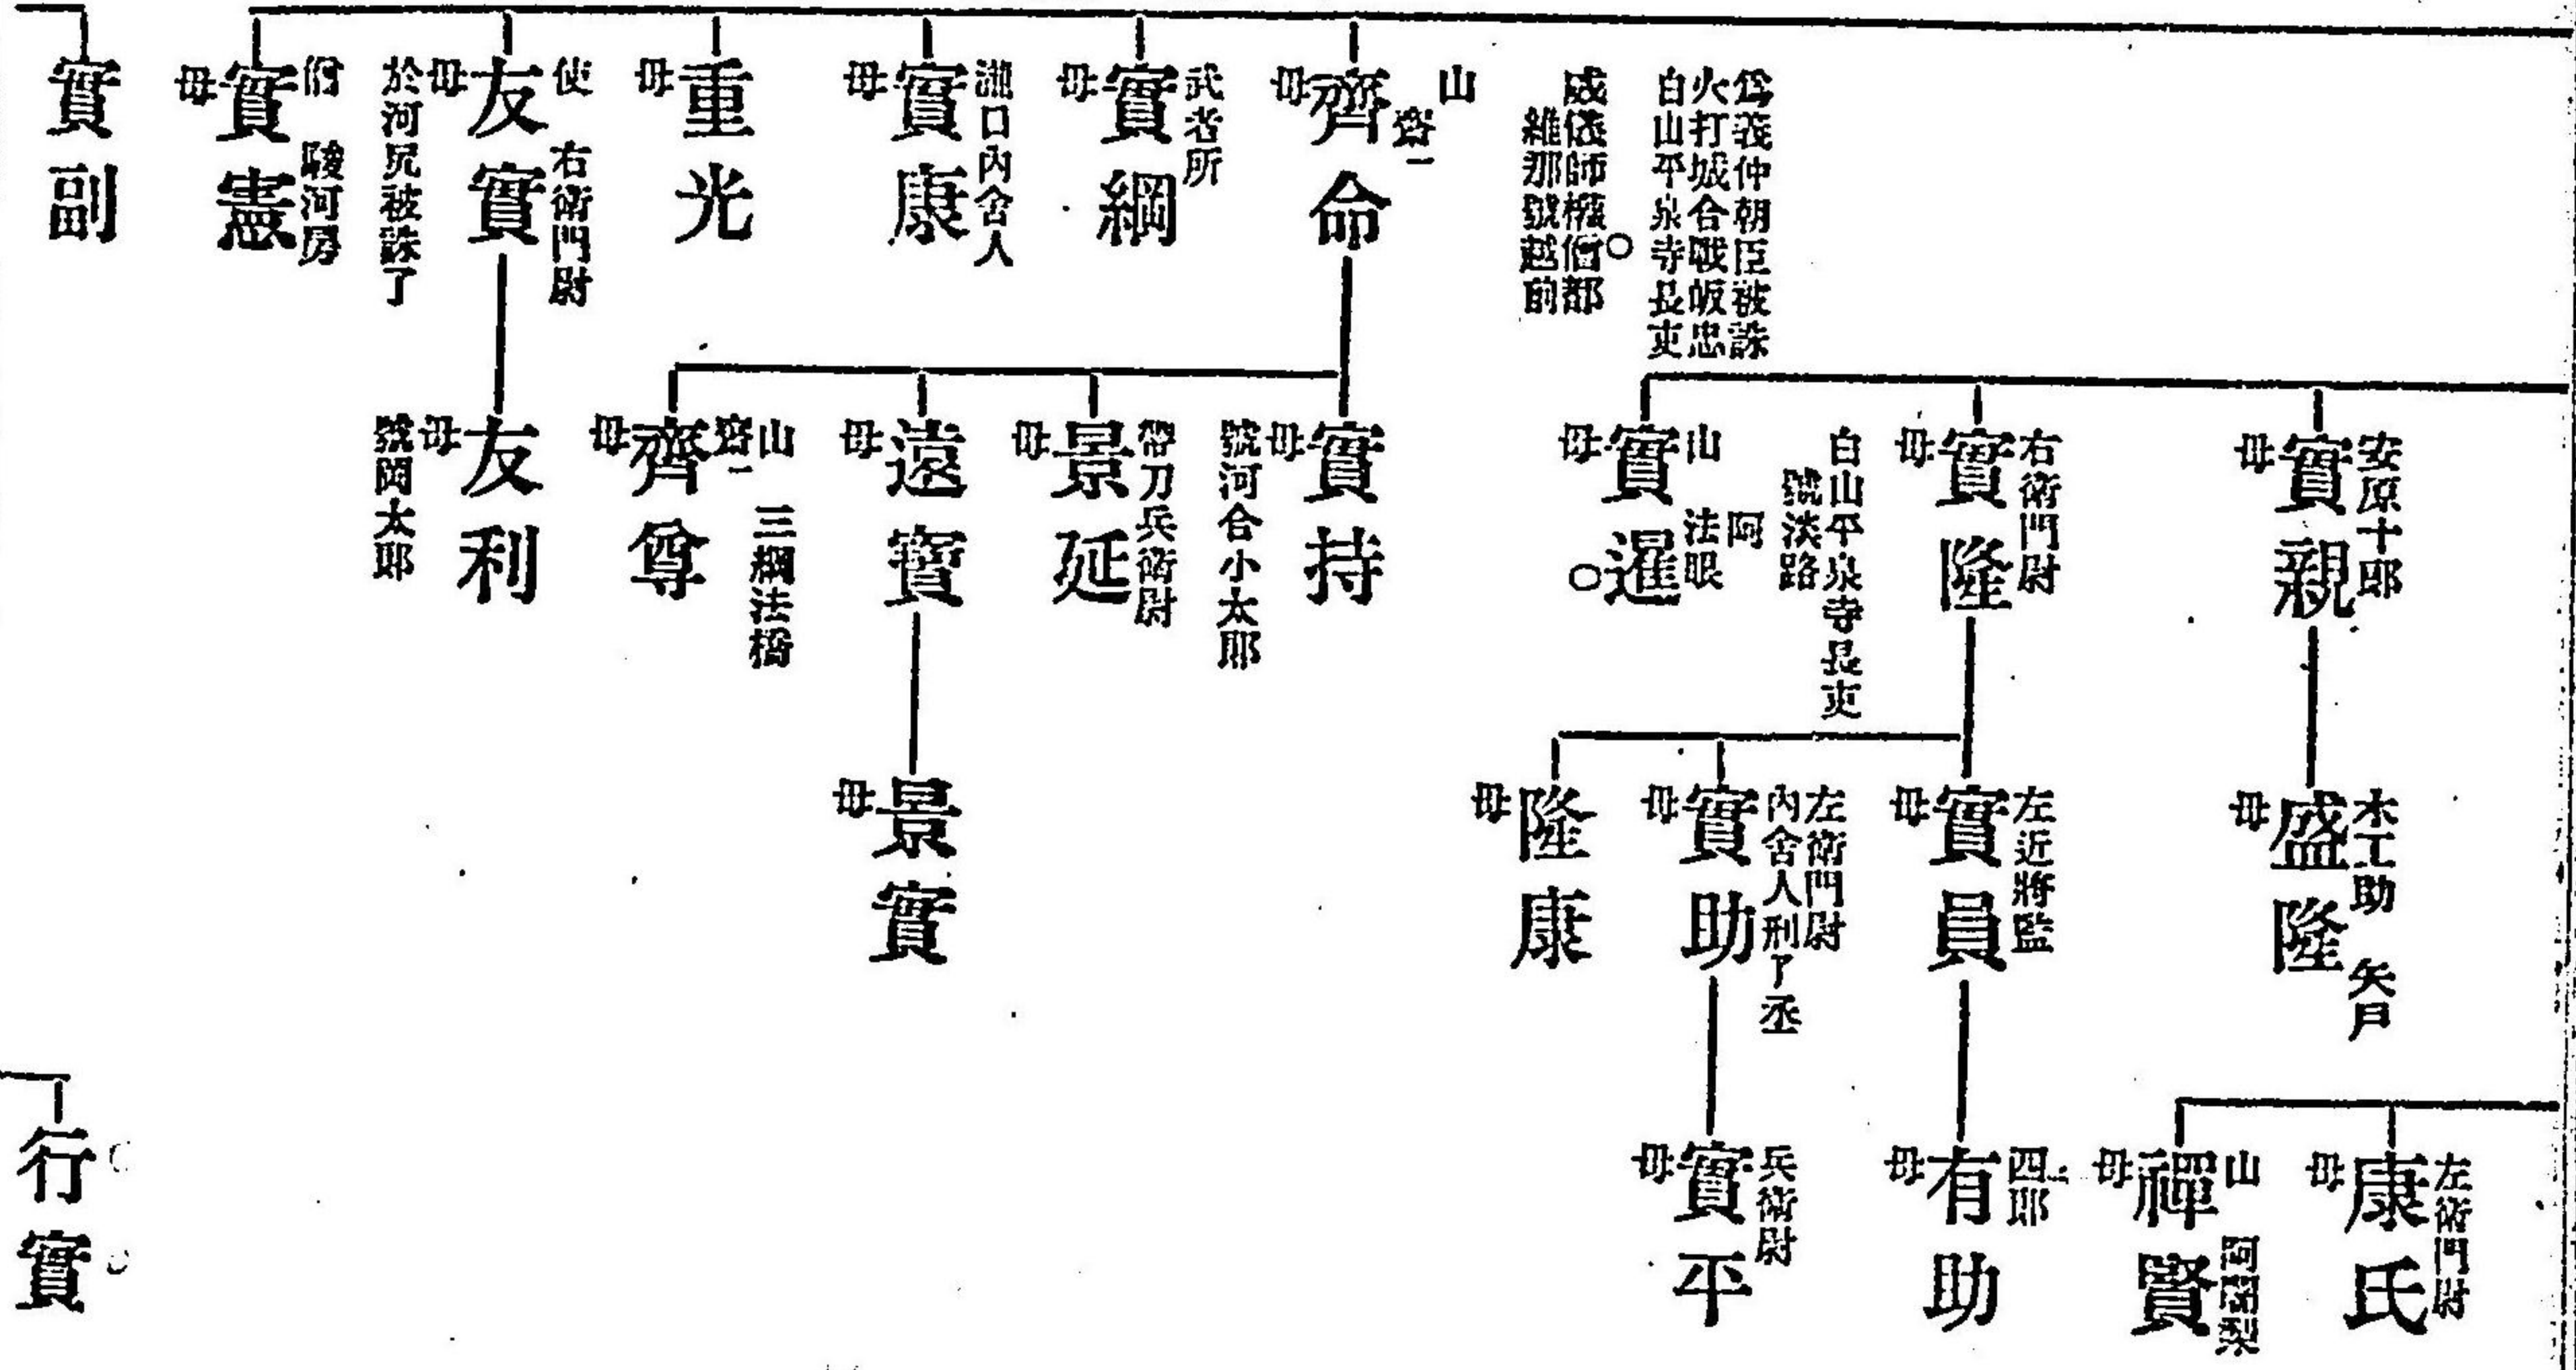 爲義仲朝臣被誅
火打城合戰皈忠
白山平泉寺長吏
威儀師權僧都
維那號越前
山
齋一
齊命
母
武者所
實綱
母
瀧口內舍人
實康
母
重光
母
使 右衛門尉
友實
母
於河尻被誅了
僧 駿河房
實憲
母
實副
安原十郎
實親
母
右衛門尉
實隆
母
白山平泉寺長吏
號淡路
阿
山 法眼
實暹
母
實持
母
號河合小太郎
帶刀兵衛尉
景延
母
遠實
母
山 三綱法橋
齋一
齊尊
母
友利
母
號岡太郎
木工助 矢戶
盛隆
母
左近將監
實員
母
左衛門尉
內舍人刑了丞
實助
母
隆康
母
景實
母
左衛門尉
康氏
母
山 阿闍梨
禪賢
母
四郎
有助
母
兵衛尉
實平
母
行實